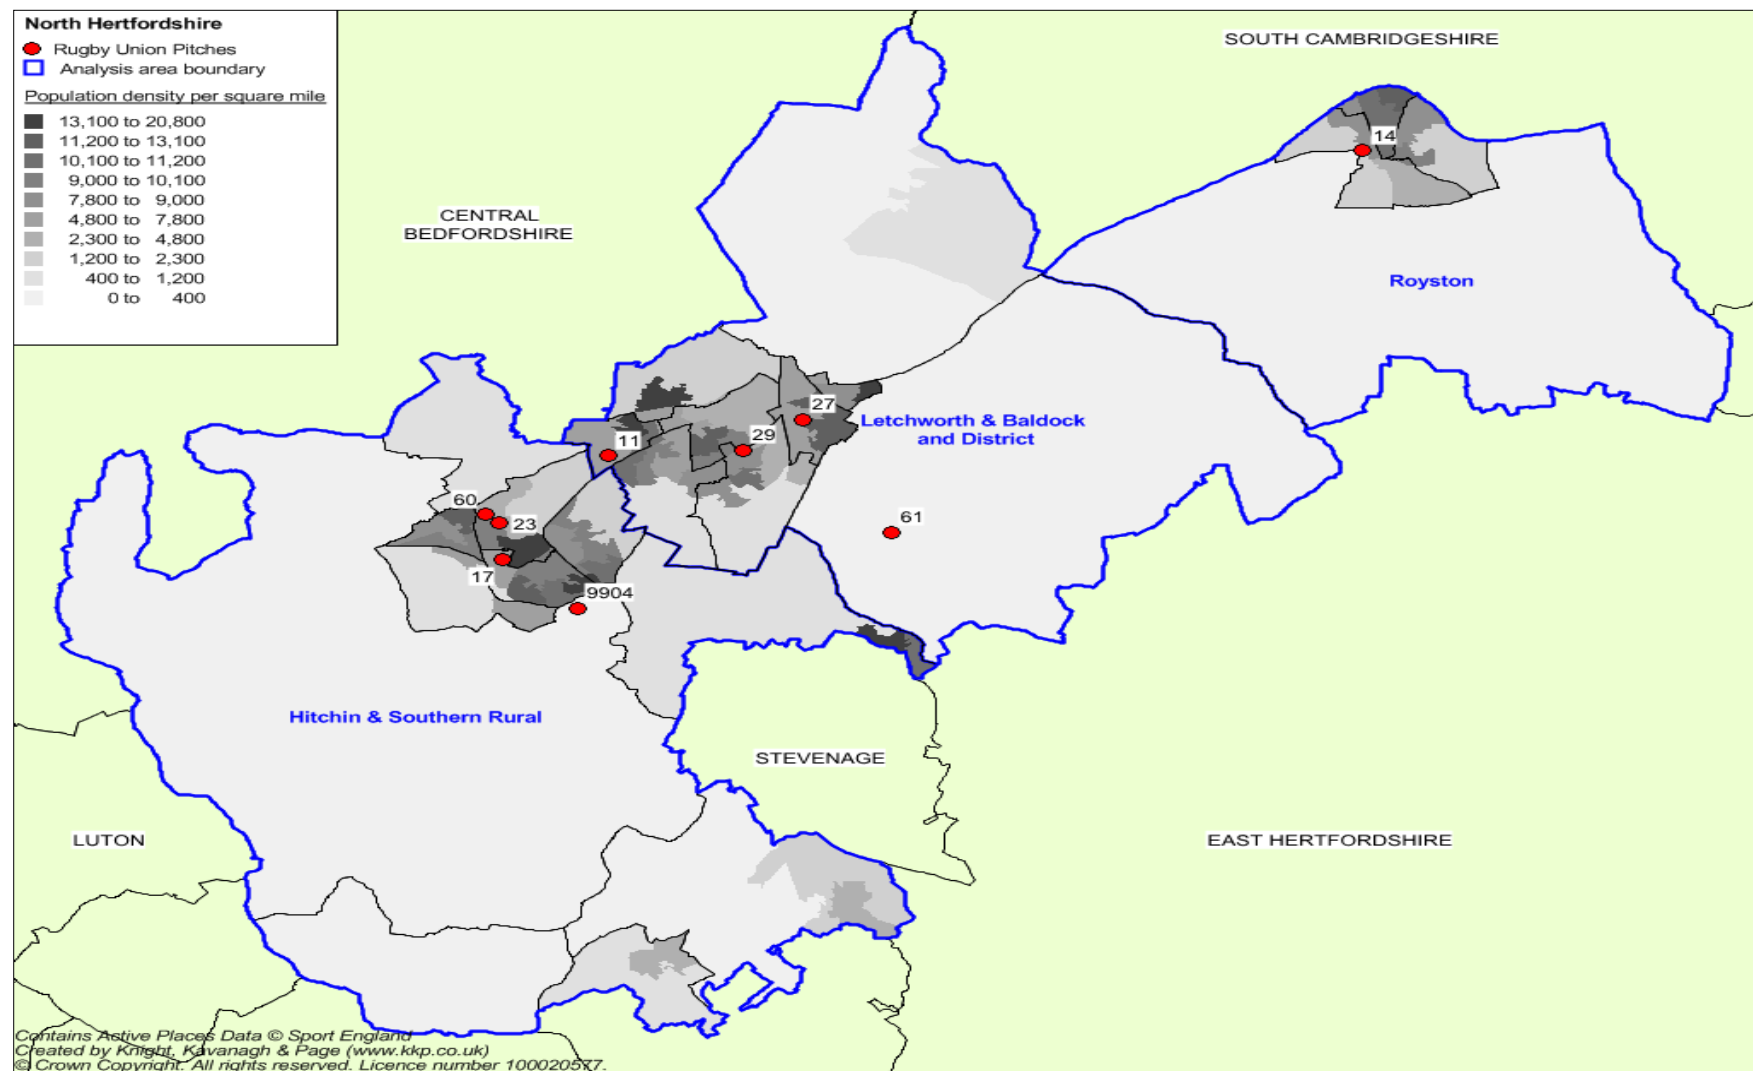 North Hertfordshire
Rugby Union Pitches
Analysis area boundary
Population density per square mile
13,100 to 20,800
11,200 to 13,100
10,100 to 11,200
9,000 to 10,100
7,800 to 9,000
4,800 to 7,800
2,300 to 4,800
1,200 to 2,300
400 to 1,200
0 to 400
SOUTH CAMBRIDGESHIRE
14
CENTRAL
BEDFORDSHIRE
Royston
27
Letchworth & Baldock
and District
29
11
60
23
61
17
9904
Hitchin & Southern Rural
STEVENAGE
LUTON
EAST HERTFORDSHIRE
Contains Active Places Data © Sport England
Created by Knight, Kavanagh & Page (www.kkp.co.uk)
© Crown Copyright. All rights reserved. Licence number 100020577.